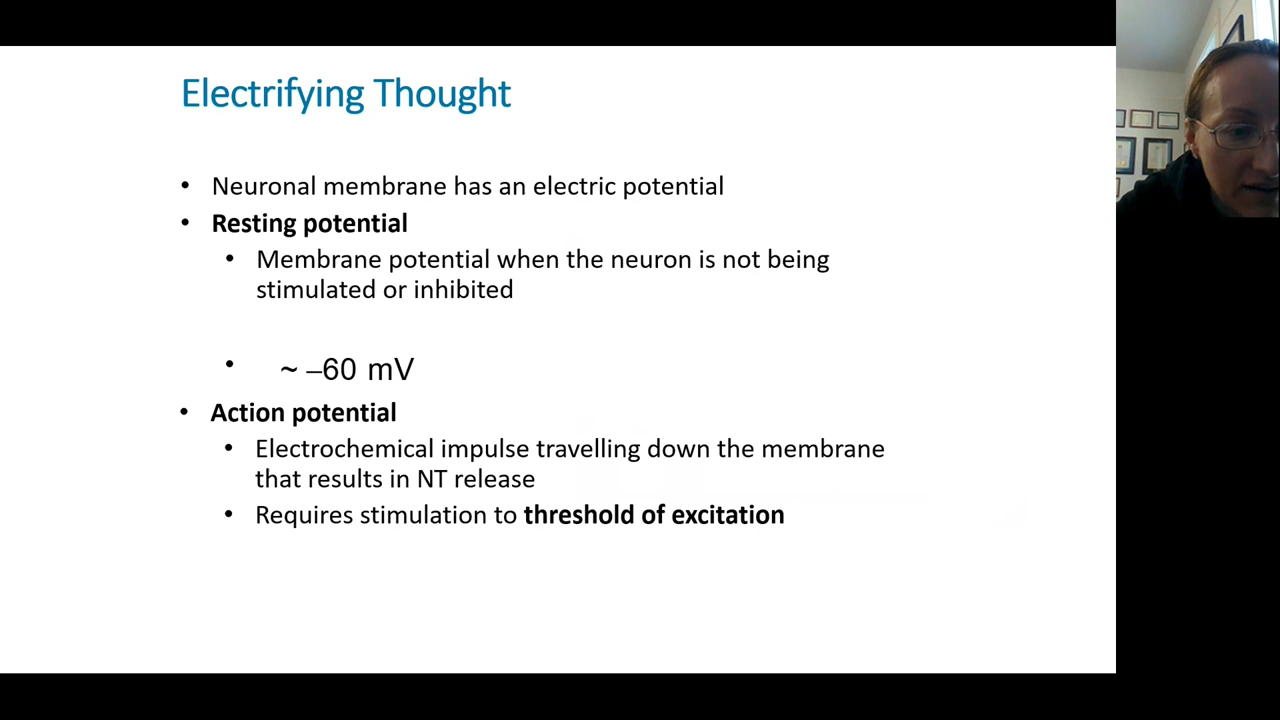 Electrifying Thought
• Neuronal membrane has an electric potential
• Resting potential
• Membrane potential when the neuron is not being
stimulated or inhibited
• ~ –60 mV
• Action potential
• Electrochemical impulse travelling down the membrane
that results in NT release
• Requires stimulation to threshold of excitation